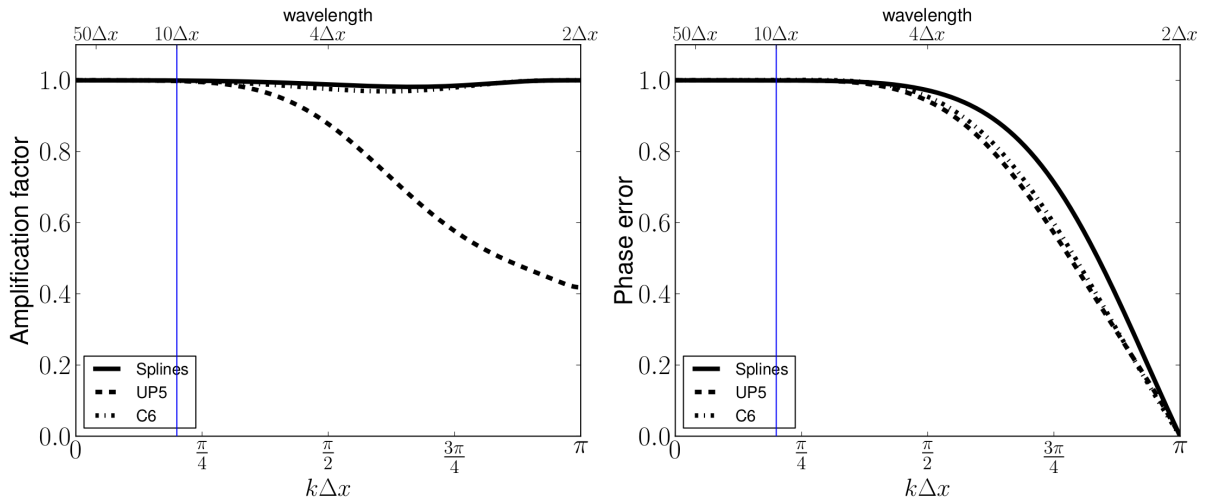 wavelength
50Δx 10Δx 4Δx 2Δx
Amplification factor
1.0
0.8
0.6
0.4
0.2
0.0
Splines
UP5
C6
0 π/4 π/2 3π/4 π
kΔx
wavelength
50Δx 10Δx 4Δx 2Δx
Phase error
1.0
0.8
0.6
0.4
0.2
0.0
Splines
UP5
C6
0 π/4 π/2 3π/4 π
kΔx